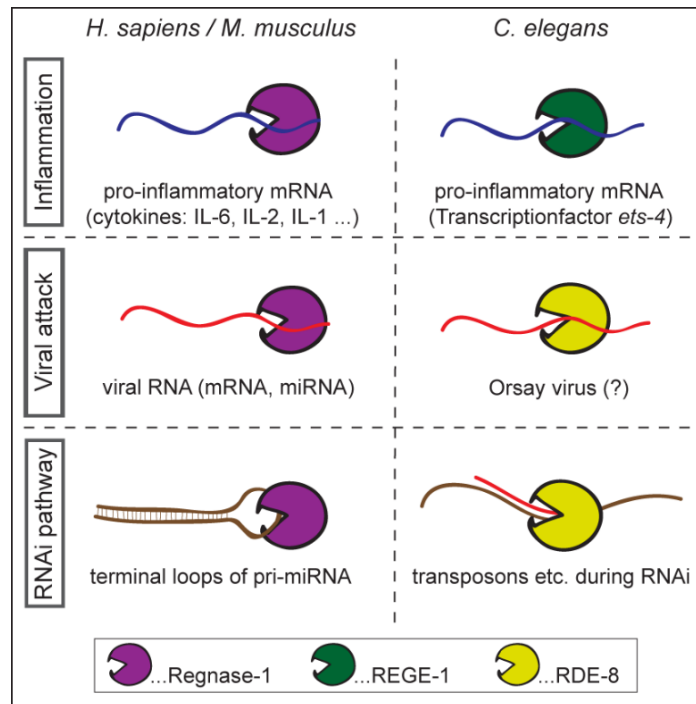 H. sapiens / M. musculus
C. elegans
Inflammation
pro-inflammatory mRNA
(cytokines: IL-6, IL-2, IL-1 ...)
pro-inflammatory mRNA
(Transcriptionfactor ets-4)
Viral attack
viral RNA (mRNA, miRNA)
Orsay virus (?)
RNAi pathway
terminal loops of pri-miRNA
transposons etc. during RNAi
...Regnase-1
...REGE-1
...RDE-8